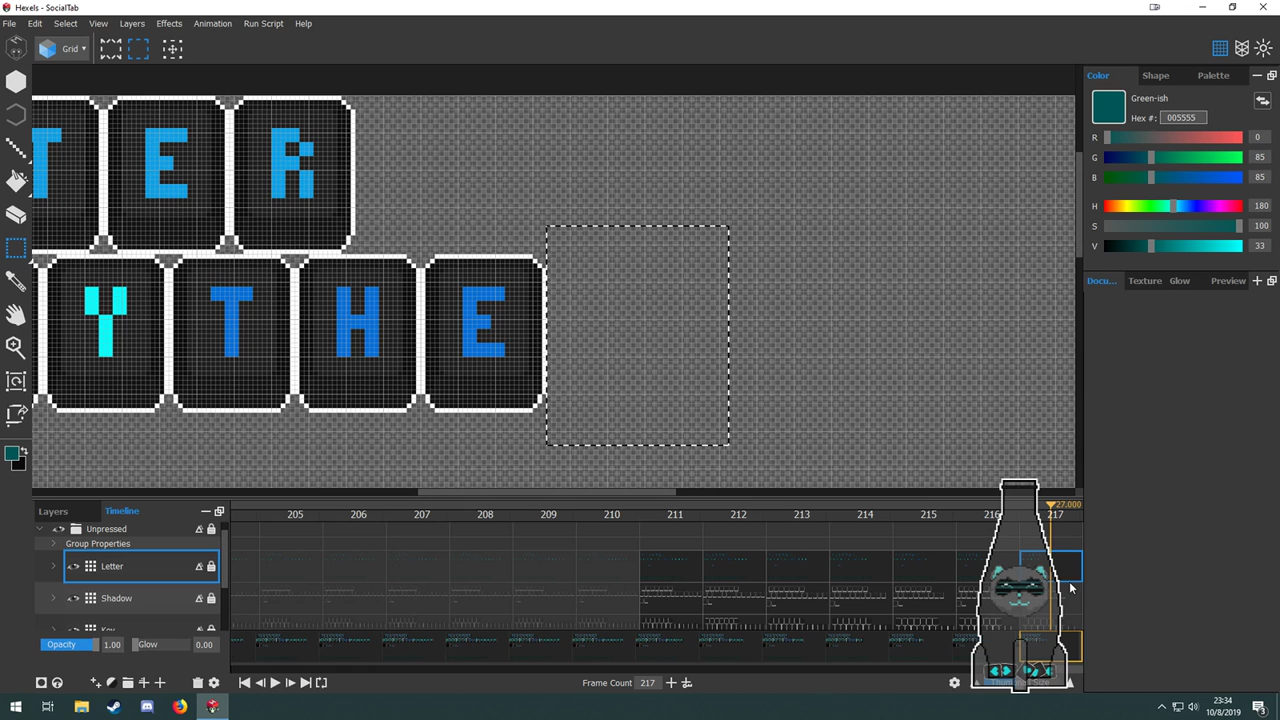 Hexels - SocialTab
File Edit Select View Layers Effects Animation Run Script Help
Grid
Color Shape Palette
Green-ish
Hex #: 005555
R 0
G 85
B 85
H 180
S 100
V 33
Docu... Texture Glow Preview
T E R
Y T H E
Layers Timeline
205 206 207 208 209 210 211 212 213 214 215 216 217
27.000
Unpressed
Group Properties
Letter
Shadow
Opacity 1.00 Glow 0.00
Frame Count 217
Size
23:34
10/8/2019
3